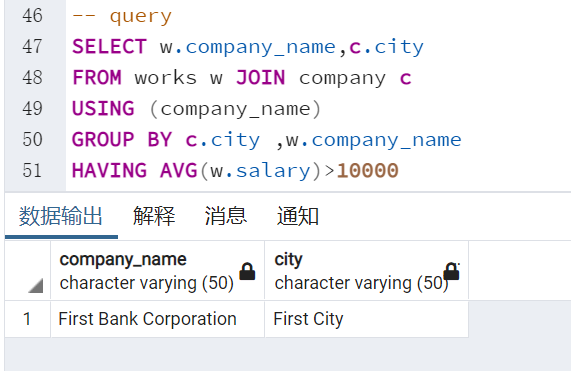 46 -- query
47 SELECT w.company_name,c.city
48 FROM works w JOIN company c
49 USING (company_name)
50 GROUP BY c.city ,w.company_name
51 HAVING AVG(w.salary)>10000
数据输出 解释 消息 通知
company_name city
character varying (50) character varying (50)
1 First Bank Corporation First City